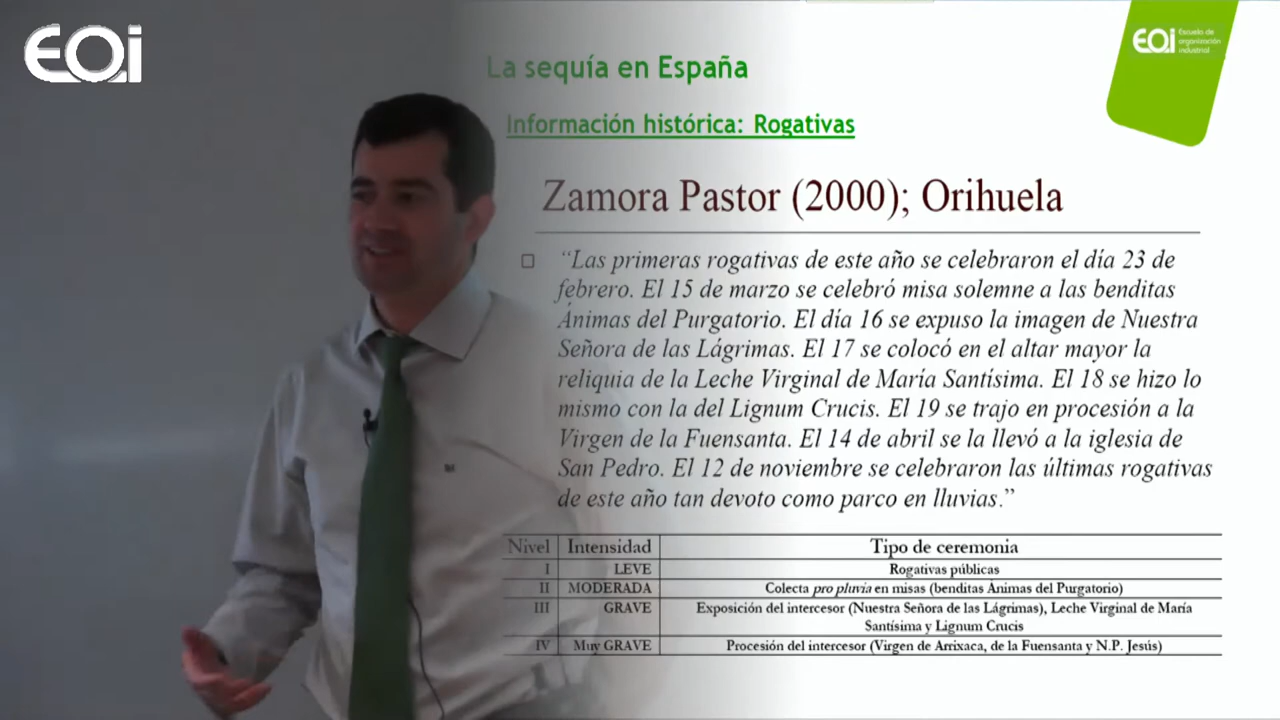 EOi
EOi Escuela de
organización
industrial
La sequía en España
Información histórica: Rogativas
Zamora Pastor (2000); Orihuela
“Las primeras rogativas de este año se celebraron el día 23 de
febrero. El 15 de marzo se celebró misa solemne a las benditas
Ánimas del Purgatorio. El día 16 se expuso la imagen de Nuestra
Señora de las Lágrimas. El 17 se colocó en el altar mayor la
reliquia de la Leche Virginal de María Santísima. El 18 se hizo lo
mismo con la del Lignum Crucis. El 19 se trajo en procesión a la
Virgen de la Fuensanta. El 14 de abril se la llevó a la iglesia de
San Pedro. El 12 de noviembre se celebraron las últimas rogativas
de este año tan devoto como parco en lluvias.”
Nivel Intensidad Tipo de ceremonia
I LEVE Rogativas públicas
II MODERADA Colecta pro pluvia en misas (benditas Ánimas del Purgatorio)
III GRAVE Exposición del intercesor (Nuestra Señora de las Lágrimas), Leche Virginal de María
Santísima y Lignum Crucis
IV Muy GRAVE Procesión del intercesor (Virgen de Arrixaca, de la Fuensanta y N.P. Jesús)